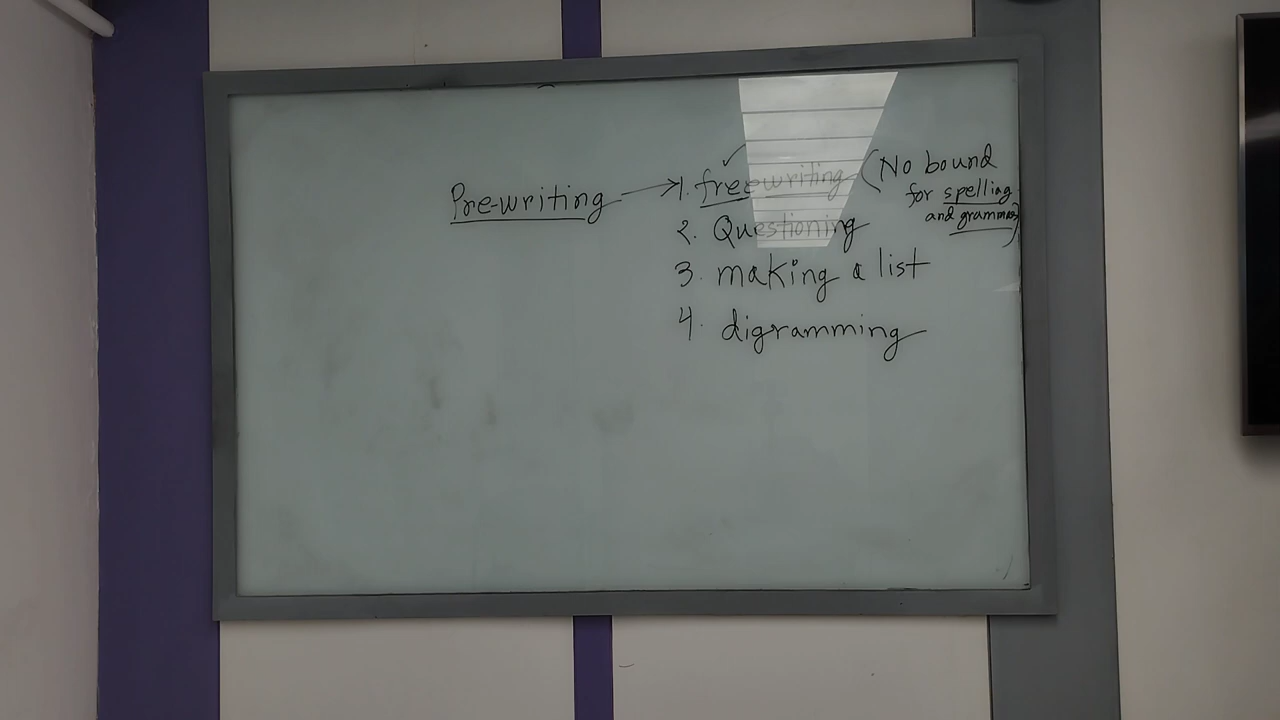 Pre-writing → 1. freewriting (No bound
for spelling
and grammar)
2. Questioning
3. making a list
4. digramming